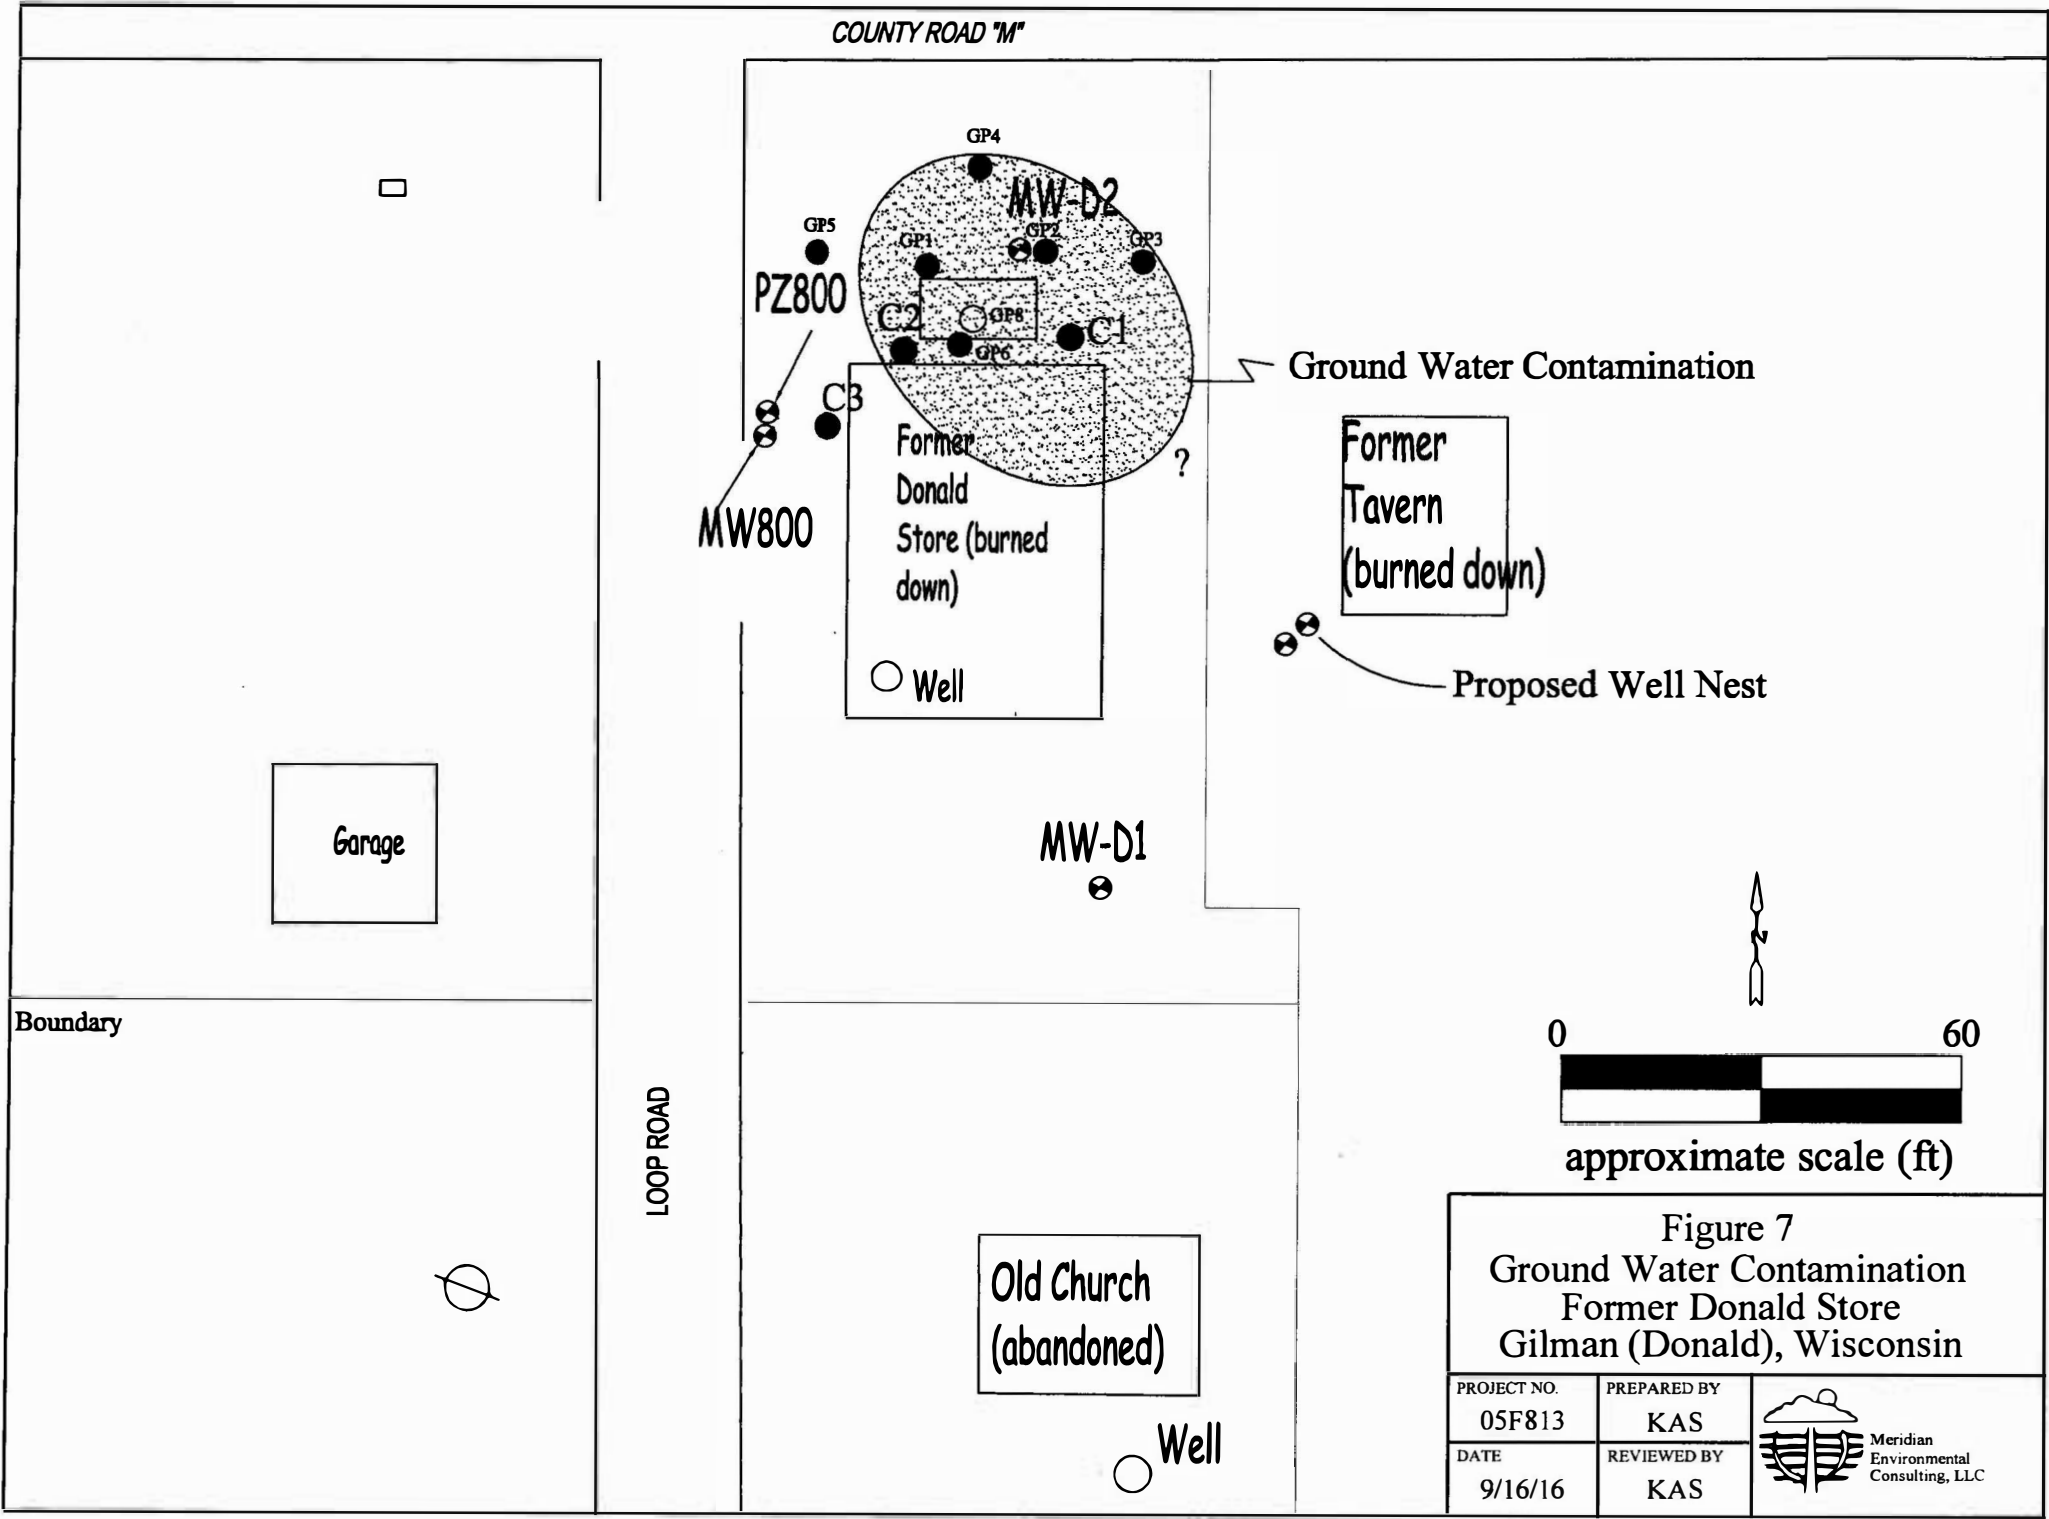 COUNTY ROAD "M"
GP4
MW-D2
GP5
GP1
GP2
GP3
PZ800
C2
GP8
C1
GP6
Ground Water Contamination
C3
Former
Donald
Store (burned
down)
?
Former
Tavern
(burned down)
MW800
Well
Proposed Well Nest
Garage
MW-D1
N
Boundary
0 60
approximate scale (ft)
LOOP ROAD
Old Church
(abandoned)
Well
Figure 7
Ground Water Contamination
Former Donald Store
Gilman (Donald), Wisconsin
PROJECT NO.
05F813
PREPARED BY
KAS
DATE
9/16/16
REVIEWED BY
KAS
Meridian
Environmental
Consulting, LLC